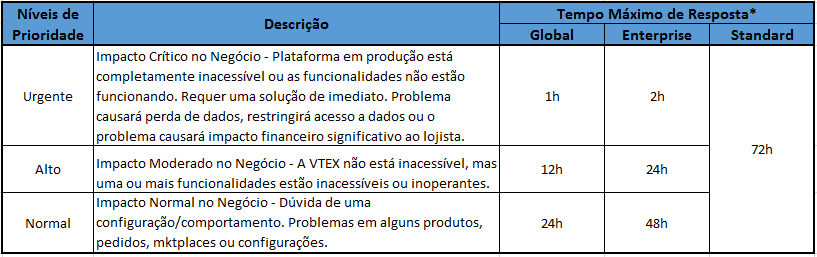 Níveis de
Prioridade
Descrição
Tempo Máximo de Resposta*
Global
Enterprise
Standard
Urgente
Impacto Crítico no Negócio - Plataforma em produção está
completamente inacessível ou as funcionalidades não estão
funcionando. Requer uma solução de imediato. Problema
causará perda de dados, restringirá acesso a dados ou o
problema causará impacto financeiro significativo ao lojista.
1h
2h
72h
Alto
Impacto Moderado no Negócio - A VTEX não está inacessível, mas
uma ou mais funcionalidades estão inacessíveis ou inoperantes.
12h
24h
Normal
Impacto Normal no Negócio - Dúvida de uma
configuração/comportamento. Problemas em alguns produtos,
pedidos, mktplaces ou configurações.
24h
48h